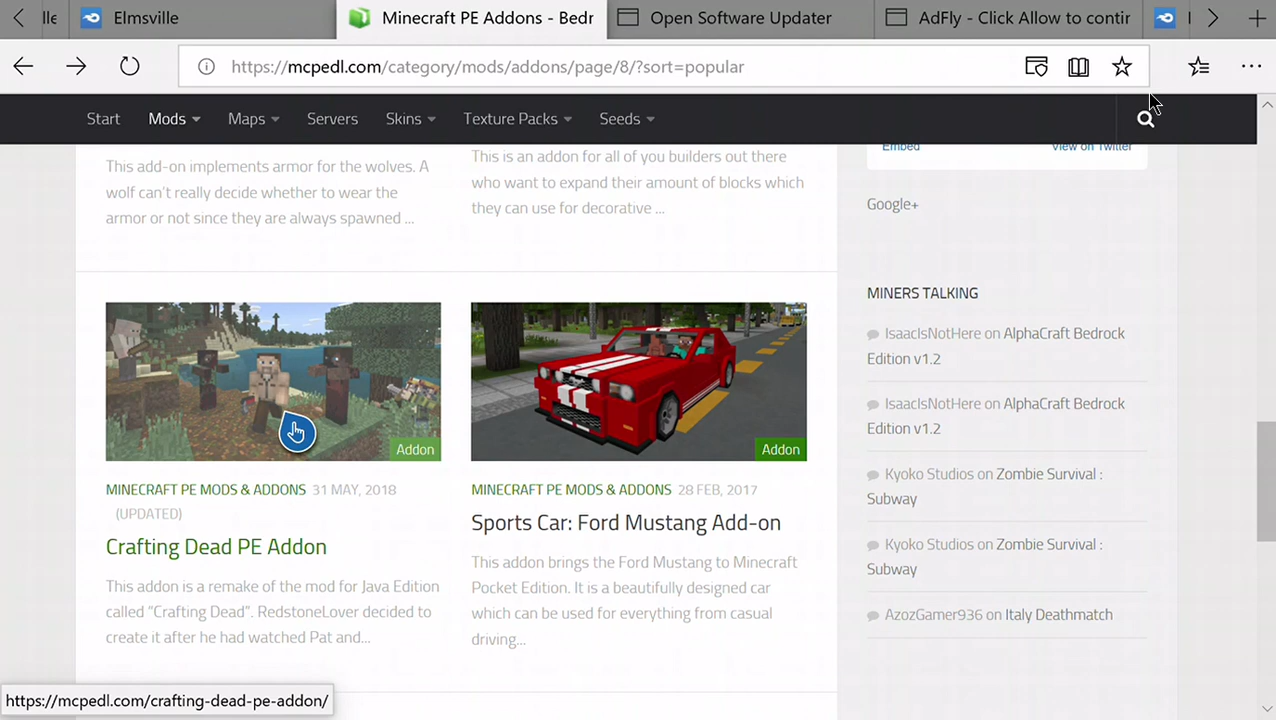 lle
Elmsville
Minecraft PE Addons - Bedr
Open Software Updater
AdFly - Click Allow to contir
https://mcpedl.com/category/mods/addons/page/8/?sort=popular
Start
Mods
Maps
Servers
Skins
Texture Packs
Seeds
This add-on implements armor for the wolves. A
wolf can't really decide whether to wear the
armor or not since they are always spawned ...
This is an addon for all of you builders out there
who want to expand their amount of blocks which
they can use for decorative ...
Addon
MINECRAFT PE MODS & ADDONS 31 MAY, 2018
(UPDATED)
Crafting Dead PE Addon
This addon is a remake of the mod for Java Edition
called "Crafting Dead". RedstoneLover decided to
create it after he had watched Pat and...
Addon
MINECRAFT PE MODS & ADDONS 28 FEB, 2017
Sports Car: Ford Mustang Add-on
This addon brings the Ford Mustang to Minecraft
Pocket Edition. It is a beautifully designed car
which can be used for everything from casual
driving...
Embed
View on Twitter
Google+
MINERS TALKING
IsaacIsNotHere on AlphaCraft Bedrock
Edition v1.2
IsaacIsNotHere on AlphaCraft Bedrock
Edition v1.2
Kyoko Studios on Zombie Survival :
Subway
Kyoko Studios on Zombie Survival :
Subway
AzozGamer936 on Italy Deathmatch
https://mcpedl.com/crafting-dead-pe-addon/